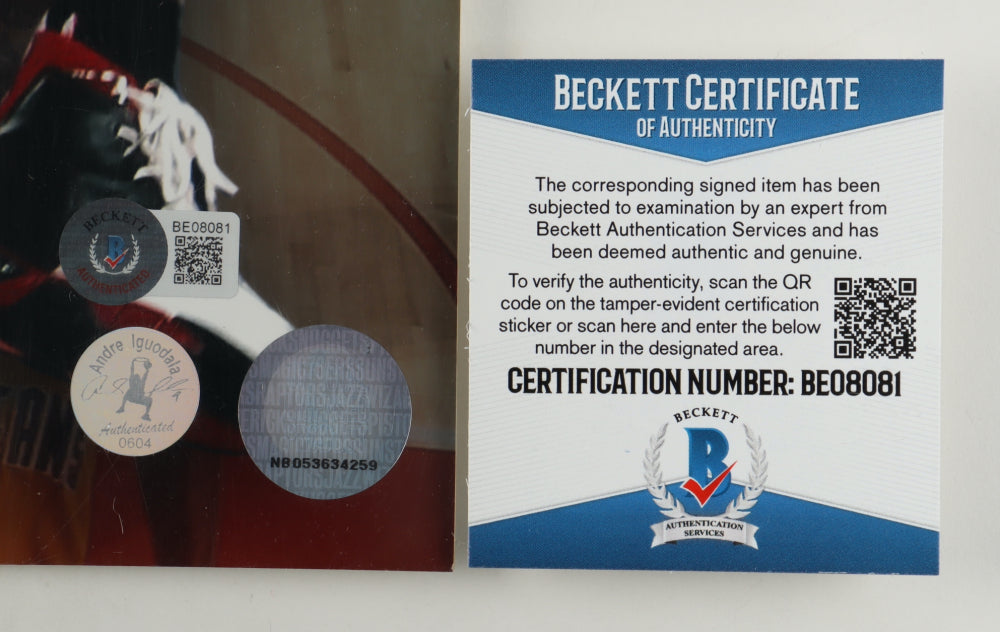 BECKETT
BE08081
AUTHENTICATED
Andre Iguodala
Authenticated
0604
NUGGETS
76ERS
RAPTORSJAZZ
NB053634259
BECKETT CERTIFICATE
OF AUTHENTICITY
The corresponding signed item has been
subjected to examination by an expert from
Beckett Authentication Services and has
been deemed authentic and genuine.
To verify the authenticity, scan the QR
code on the tamper-evident certification
sticker or scan here and enter the below
number in the designated area.
CERTIFICATION NUMBER: BE08081
BECKETT
B
AUTHENTICATION
SERVICES